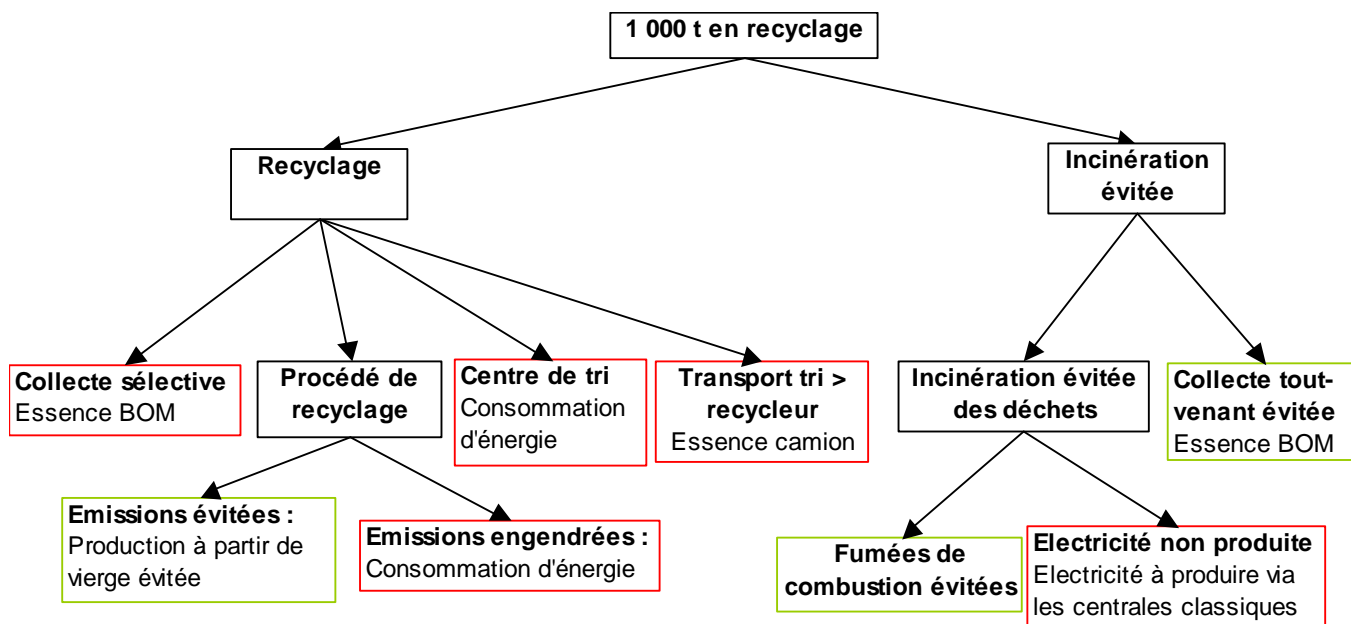 1 000 t en recyclage
Recyclage
Incinération
évitée
Collecte sélective
Essence BOM
Procédé de
recyclage
Centre de tri
Consommation
d'énergie
Transport tri >
recycleur
Essence camion
Incinération évitée
des déchets
Collecte tout-
venant évitée
Essence BOM
Emissions évitées :
Production à partir de
vierge évitée
Emissions engendrées :
Consommation d'énergie
Fumées de
combustion évitées
Electricité non produite
Electricité à produire via
les centrales classiques